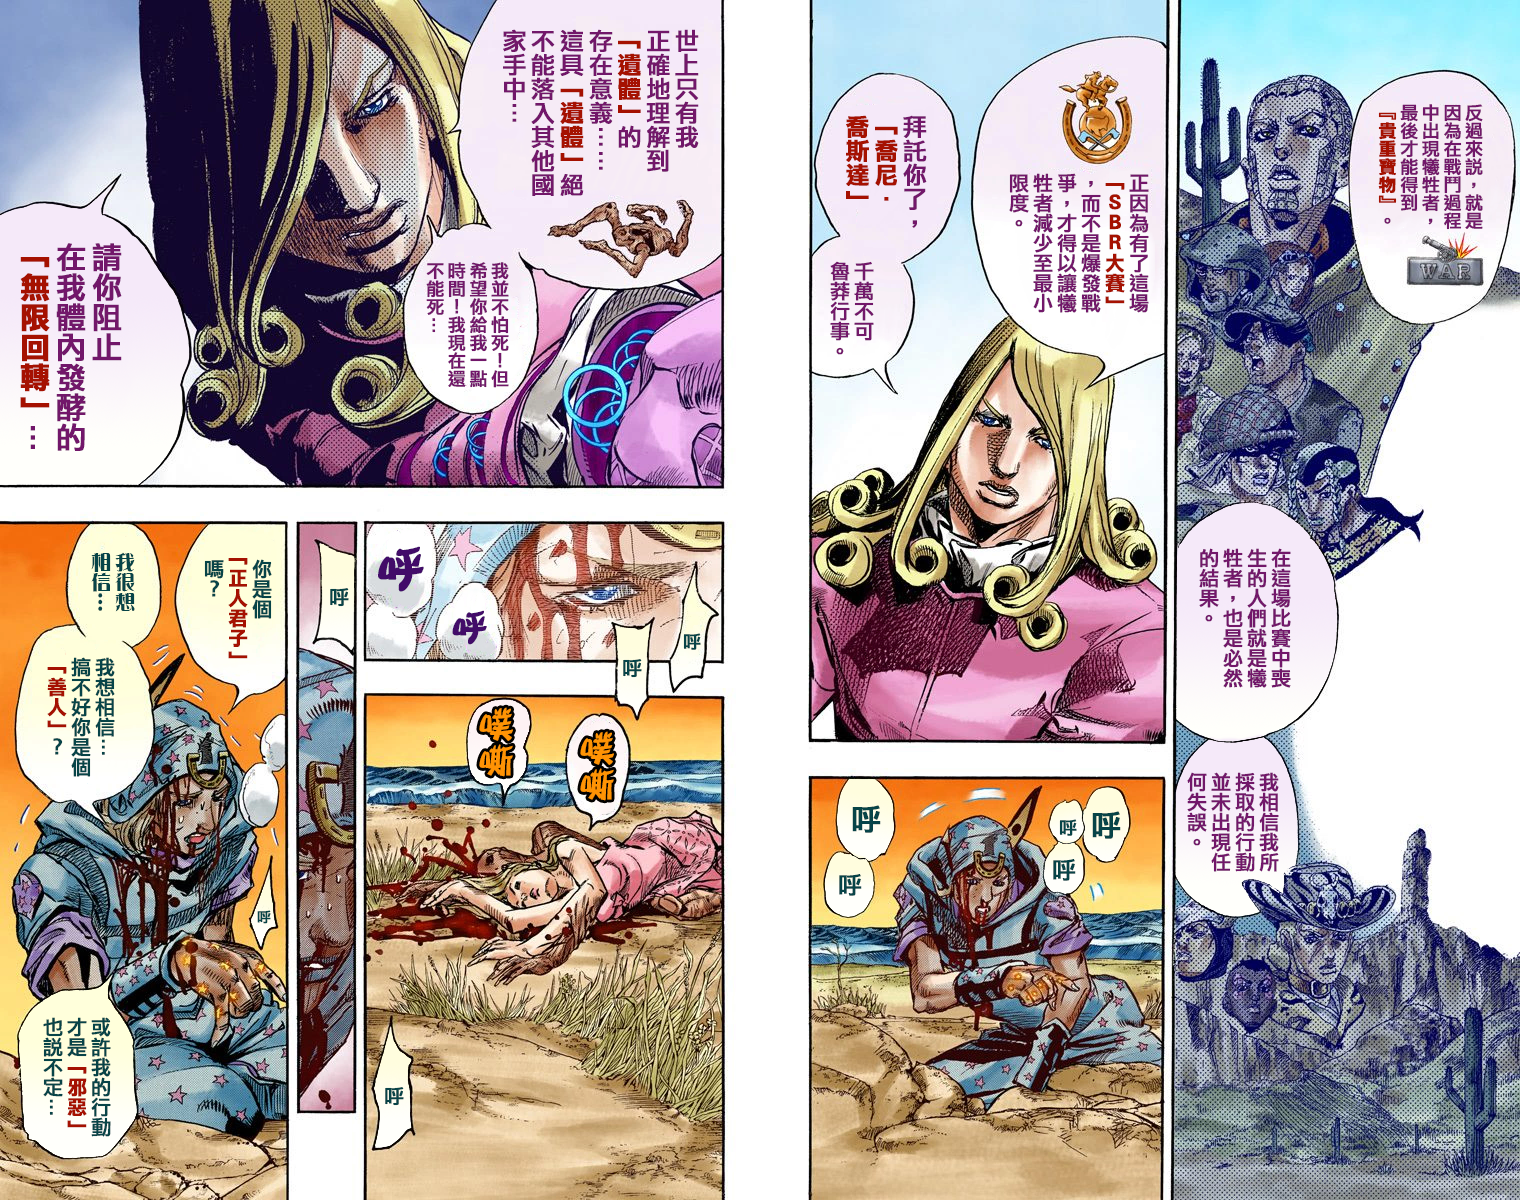 反過來説，就是
因為在戰鬥過程
中出現犧牲者，
最後才能得到
『貴重寶物』。
WAR
在這場比賽中喪
生的人們就是犧
牲者，也是必然
的結果。
我相信我所
採取的行動
並未出現任
何失誤。
正因為有了這場
「SBR大賽」
，而不是爆發戰
爭，才得以讓犧
牲者減少至最小
限度。
拜託你了，
「喬尼·
喬斯達」
千萬不可
魯莽行事。
呼
呼
呼
呼
呼
世上只有我
正確地理解到
「遺體」的
存在意義……
這具「遺體」絕
不能落入其他國
家手中…
我並不怕死！但
希望你給我一點
時間！我現在還
不能死…
請你阻止
在我體內發酵的
「無限回轉」…
呼
呼
呼
呼
呼
嘶
嘶
呼
你是個
「正人君子」
嗎？
我很想
相信…
我想相信…
搞不好你是個
「善人」？
呼
或許我的行動
才是「邪惡」
也説不定…